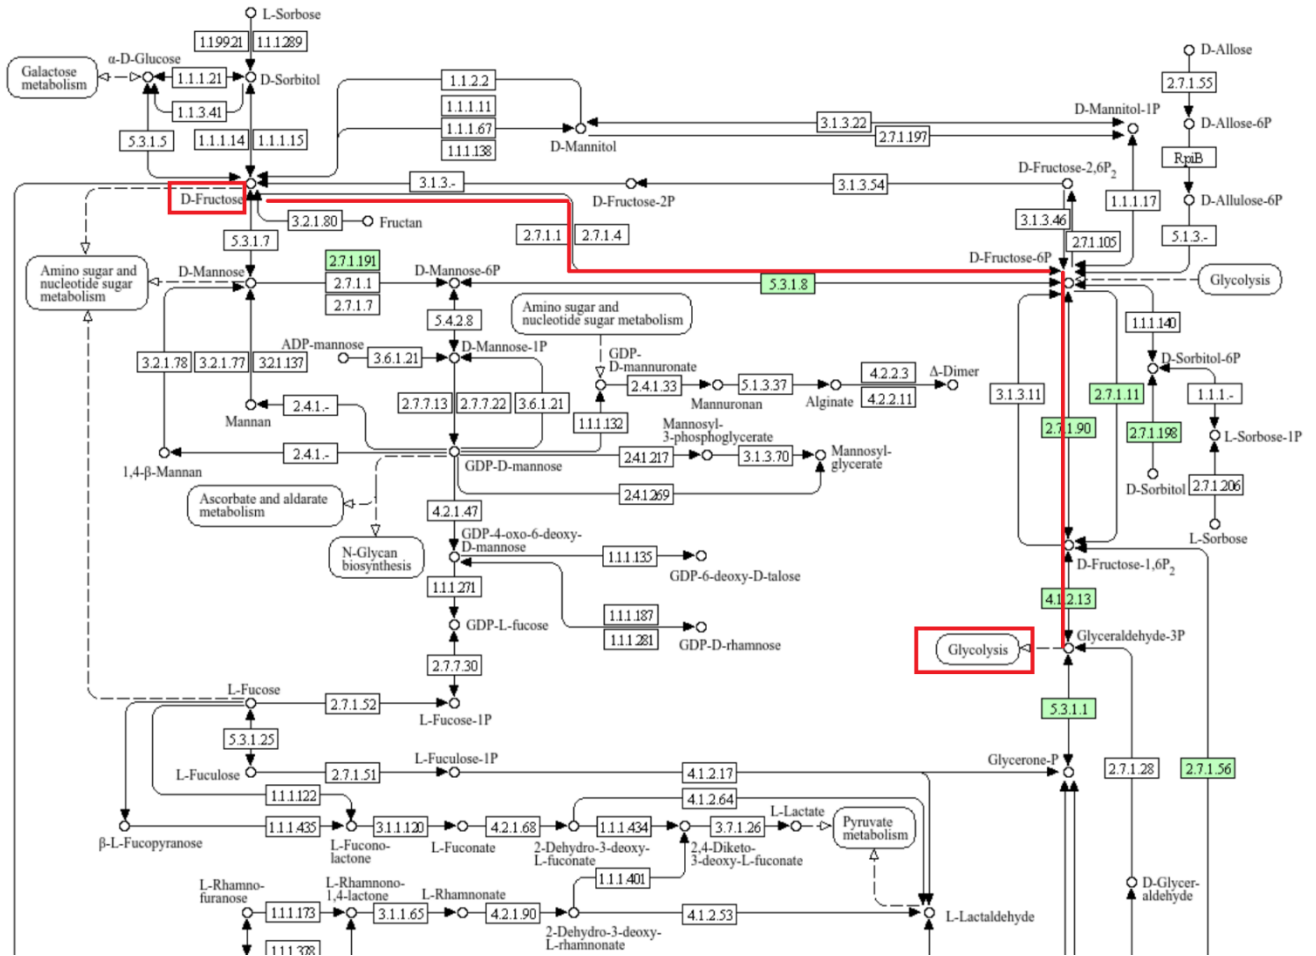 L-Sorbose
1.1.99.21 1.1.1.289
α-D-Glucose
Galactose
metabolism
1.1.1.21
D-Sorbitol
1.1.3.41
5.3.1.5
1.1.1.14 1.1.1.15
1.1.2.2
1.1.1.11
1.1.1.67
1.1.1.138
D-Mannitol
3.1.3.22
2.7.1.197
D-Mannitol-1P
D-Allose
2.7.1.55
D-Allose-6P
RpiB
D-Allulose-6P
5.1.3.-
1.1.1.17
D-Fructose
3.1.3.-
D-Fructose-2P
3.1.3.54
D-Fructose-2,6P2
3.1.3.46
2.7.1.105
3.2.1.80
Fructan
2.7.1.1
2.7.1.4
D-Fructose-6P
Glycolysis
5.3.1.7
Amino sugar and
nucleotide sugar
metabolism
D-Mannose
2.7.1.191
2.7.1.1
2.7.1.7
D-Mannose-6P
5.3.1.8
5.4.2.8
Amino sugar and
nucleotide sugar metabolism
1.1.1.140
D-Sorbitol-6P
3.2.1.78
3.2.1.77
3.2.1.137
ADP-mannose
3.6.1.21
D-Mannose-1P
GDP-
D-mannuronate
2.4.1.33
Mannuronan
5.1.3.37
Alginate
4.2.2.3
4.2.2.11
Δ-Dimer
3.1.3.11
2.7.1.11
1.1.1.-
Mannan
2.4.1.-
2.7.7.13
2.7.7.22
3.6.1.21
1.1.1.132
2.7.1.90
2.7.1.198
L-Sorbose-1P
1,4-β-Mannan
2.4.1.-
GDP-D-mannose
2.4.1.217
Mannosyl-
3-phosphoglycerate
3.1.3.70
Mannosyl-
glycerate
2.4.1.269
D-Sorbitol
2.7.1.206
L-Sorbose
Ascorbate and aldarate
metabolism
4.2.1.47
N-Glycan
biosynthesis
GDP-4-oxo-6-deoxy-
D-mannose
1.1.1.135
GDP-6-deoxy-D-talose
D-Fructose-1,6P2
1.1.1.271
4.1.2.13
GDP-L-fucose
1.1.1.187
1.1.1.281
GDP-D-rhamnose
Glycolysis
Glyceraldehyde-3P
2.7.7.30
L-Fucose
2.7.1.52
L-Fucose-1P
5.3.1.1
5.3.1.25
L-Fuculose
2.7.1.51
L-Fuculose-1P
4.1.2.17
Glycerone-P
2.7.1.28
2.7.1.56
1.1.1.122
4.1.2.64
β-L-Fucopyranose
1.1.1.435
L-Fucono-
lactone
3.1.1.120
L-Fuconate
4.2.1.68
2-Dehydro-3-deoxy-
L-fuconate
1.1.1.434
2,4-Diketo-
3-deoxy-L-fuconate
3.7.1.26
L-Lactate
Pyruvate
metabolism
1.1.1.401
L-Rhamno-
furanose
1.1.1.173
L-Rhamnono-
1,4-lactone
3.1.1.65
L-Rhamnonate
4.2.1.90
2-Dehydro-3-deoxy-
L-rhamnonate
4.1.2.53
L-Lactaldehyde
D-Glycer-
aldehyde
1.1.1.378